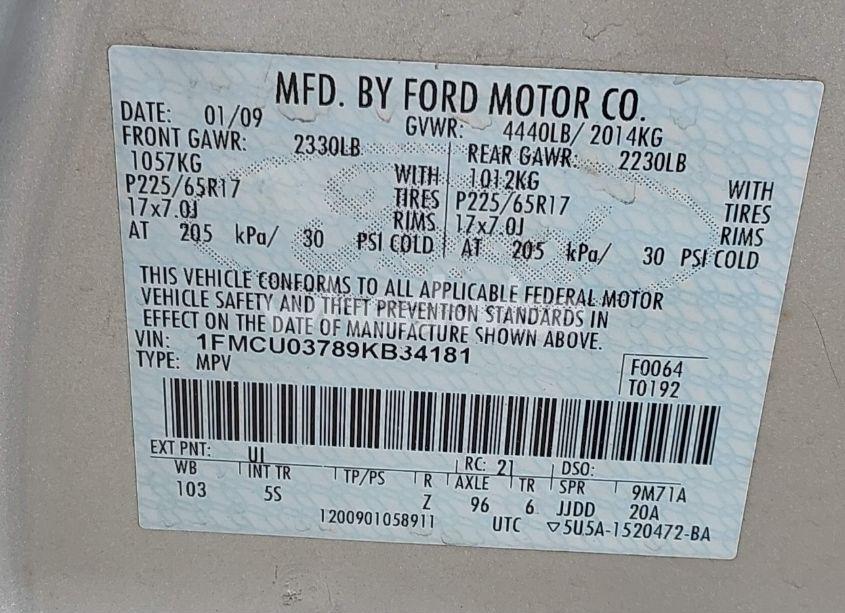 MFD. BY FORD MOTOR CO.
DATE: 01/09 GVWR: 4440LB/ 2014KG
FRONT GAWR: 2330LB REAR GAWR: 2230LB
1057KG WITH 1012KG WITH
P225/65R17 TIRES P225/65R17 TIRES
17x7.0J RIMS 17x7.0J RIMS
AT 205 kPa/ 30 PSI COLD AT 205 kPa/ 30 PSI COLD
THIS VEHICLE CONFORMS TO ALL APPLICABLE FEDERAL MOTOR
VEHICLE SAFETY AND THEFT PREVENTION STANDARDS IN
EFFECT ON THE DATE OF MANUFACTURE SHOWN ABOVE.
VIN: 1FMCU03789KB34181
TYPE: MPV F0064
T0192
EXT PNT: UI RC: 21 DSO:
WB INT TR TP/PS R AXLE TR SPR 9M71A
103 5S Z 96 6 JJDD 20A
1200901058911 UTC ▽5U5A-1520472-BA